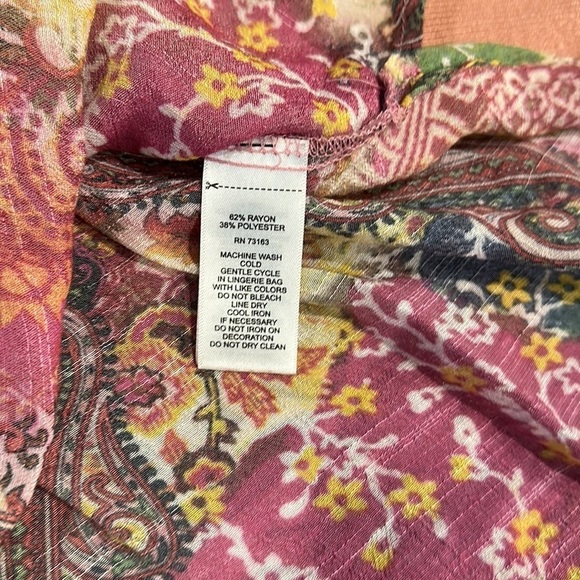 62% RAYON
38% POLYESTER
RN 73163
MACHINE WASH
COLD
GENTLE CYCLE
IN LINGERIE BAG
WITH LIKE COLORS
DO NOT BLEACH
LINE DRY
COOL IRON
IF NECESSARY
DO NOT IRON ON
DECORATION
DO NOT DRY CLEAN